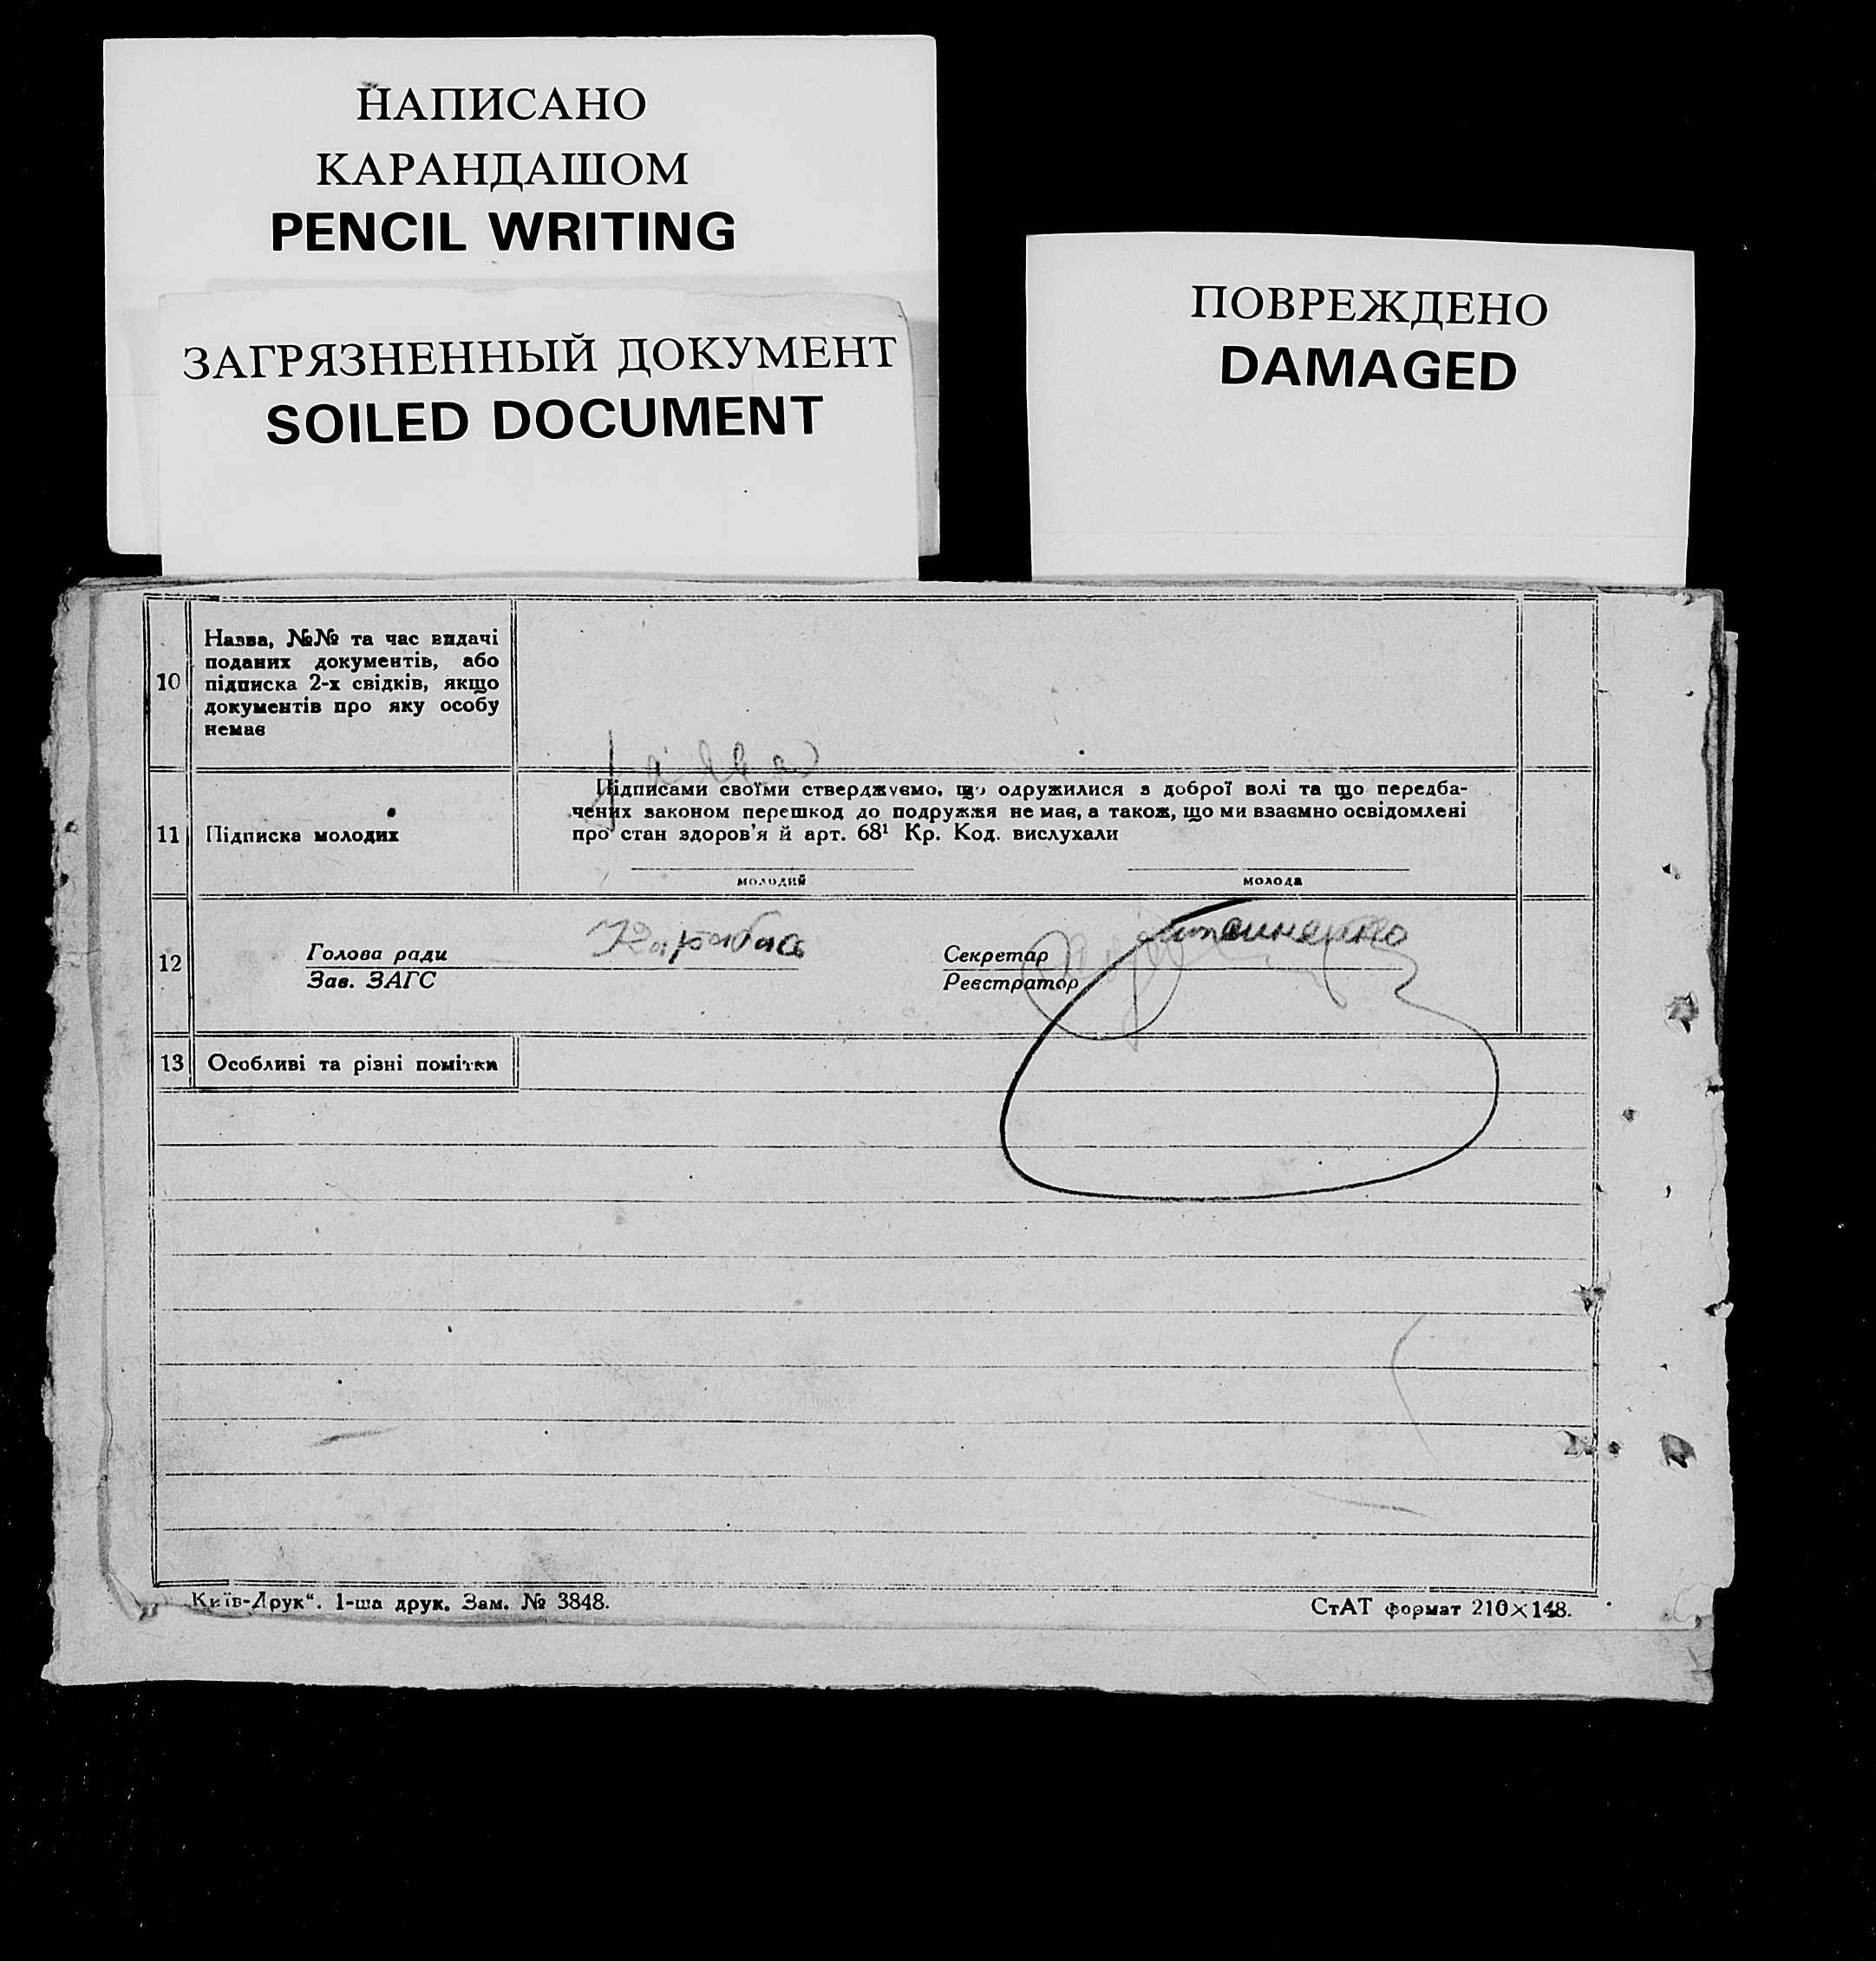 НАПИСАНО
КАРАНДАШОМ
PENCIL WRITING
ЗАГРЯЗНЕННЫЙ ДОКУМЕНТ
SOILED DOCUMENT
ПОВРЕЖДЕНО
DAMAGED
10
Назва, №№ та час видачі
поданих документів, або
підписка 2-х свідків, якщо
документів про яку особу
немає
11
Підписка молодих
Підписами своїми стверджуємо, що одружилися з доброї волі та що передба-
чених законом перешкод до подружжя немає, а також, що ми взаємно освідомлені
про стан здоров'я й арт. 68¹ Кр. Код. вислухали
молодий
молода
12
Голова ради
Зав. ЗАГС
Секретар
Реєстратор
13
Особливі та різні помітки
Київ-Друк“. 1-ша друк. Зам. № 3848.
СтАТ формат 210×148.